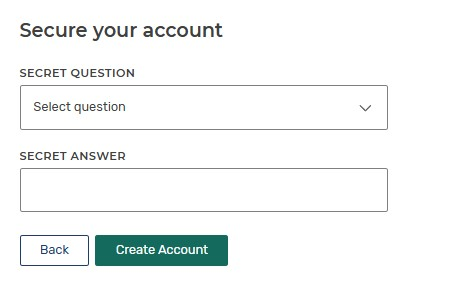 Secure your account
SECRET QUESTION
Select question
SECRET ANSWER
Back
Create Account